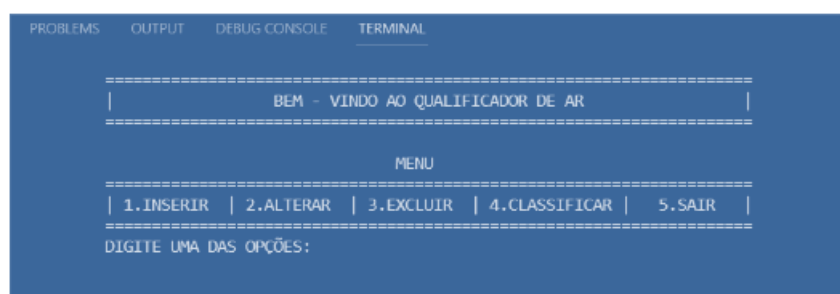 PROBLEMS OUTPUT DEBUG CONSOLE TERMINAL
======================================================================
| BEM - VINDO AO QUALIFICADOR DE AR |
======================================================================
MENU
======================================================================
| 1.INSERIR | 2.ALTERAR | 3.EXCLUIR | 4.CLASSIFICAR | 5.SAIR |
======================================================================
DIGITE UMA DAS OPÇÕES: